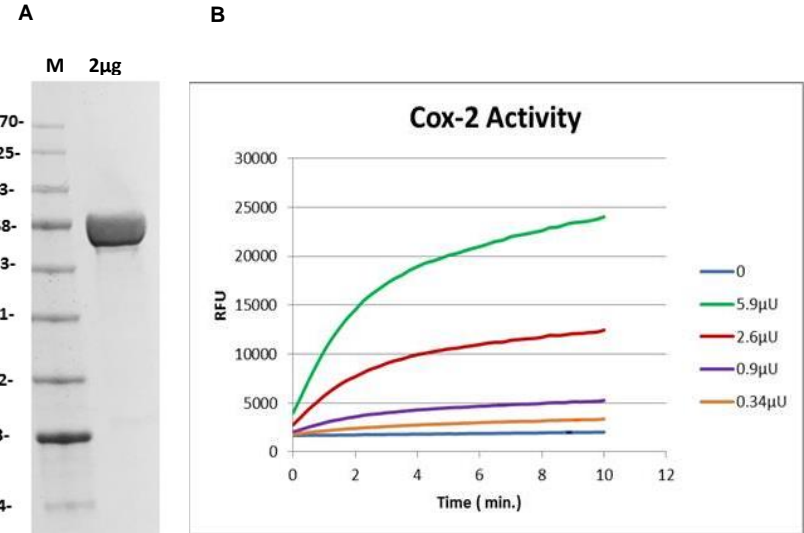 A
B
M 2µg
70-
25-
3-
8-
3-
1-
2-
3-
4-
Cox-2 Activity
30000
25000
20000
15000
10000
5000
0
0 2 4 6 8 10 12
RFU
Time ( min.)
0
5.9µU
2.6µU
0.9µU
0.34µU